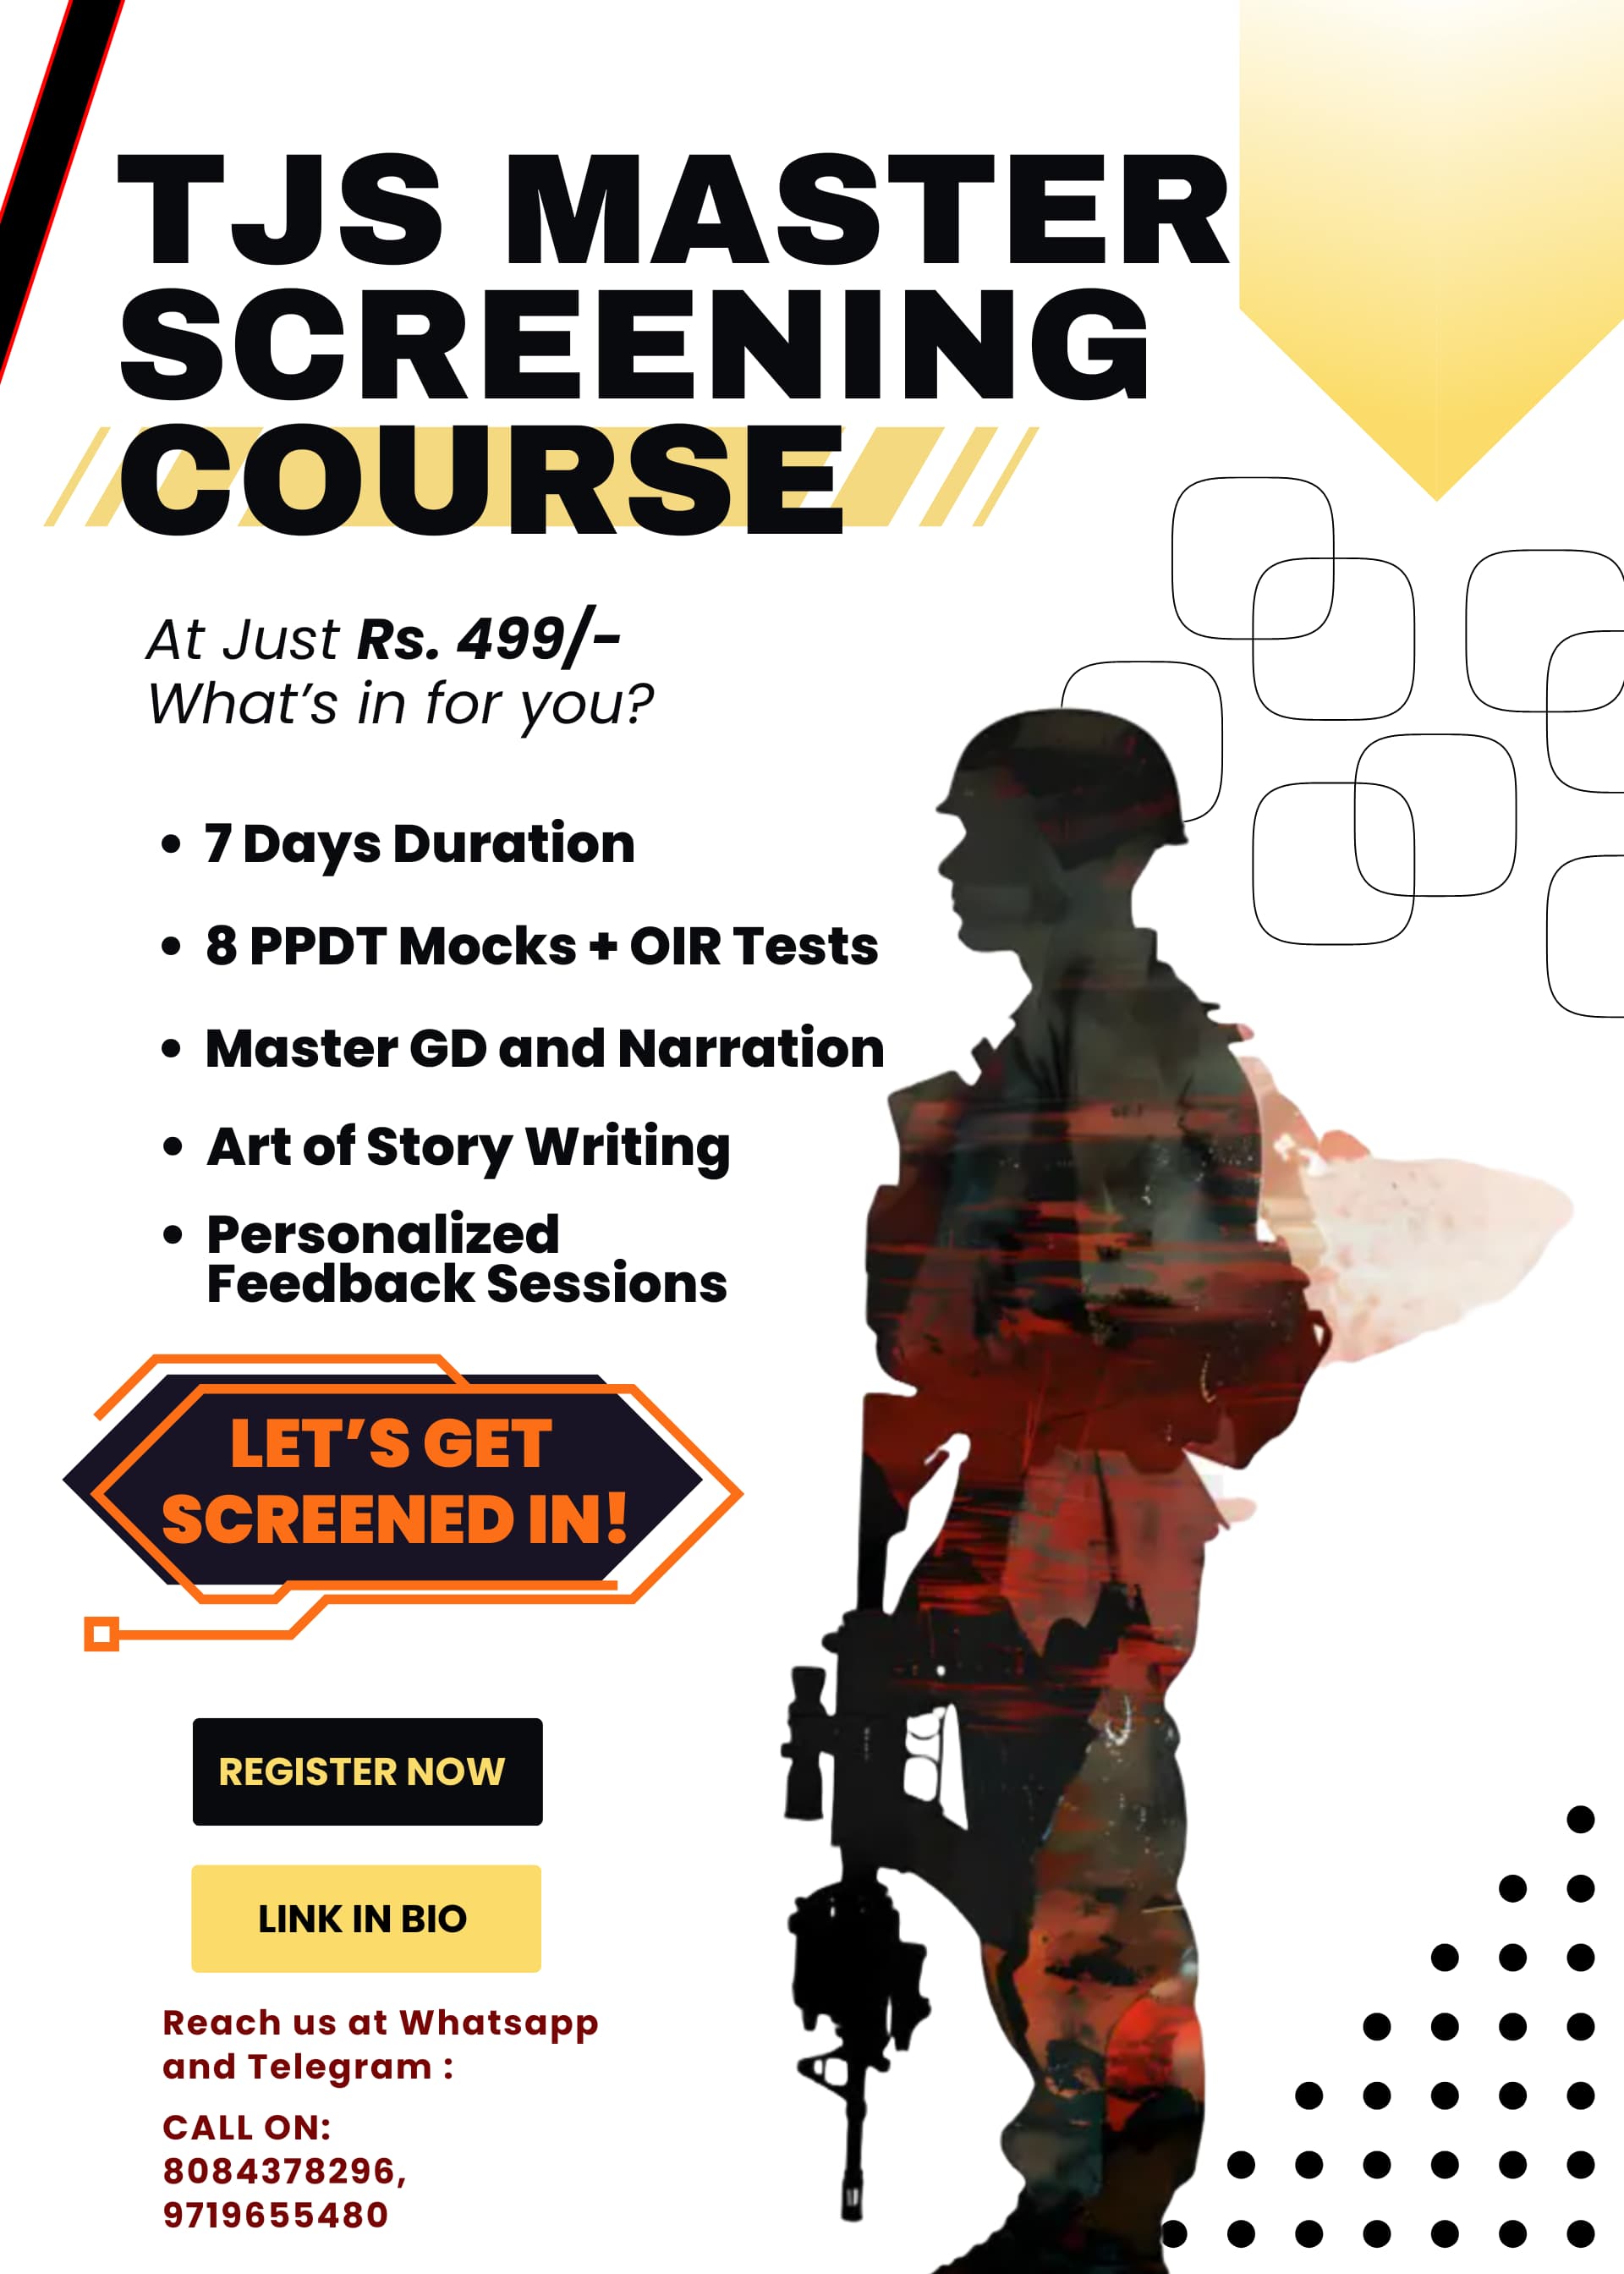 TJS MASTER
SCREENING
COURSE
At Just Rs. 499/-
What's in for you?
• 7 Days Duration
• 8 PPDT Mocks + OIR Tests
• Master GD and Narration
• Art of Story Writing
• Personalized
Feedback Sessions
LET'S GET
SCREENED IN!
REGISTER NOW
LINK IN BIO
Reach us at Whatsapp
and Telegram :
CALL ON:
8084378296,
9719655480